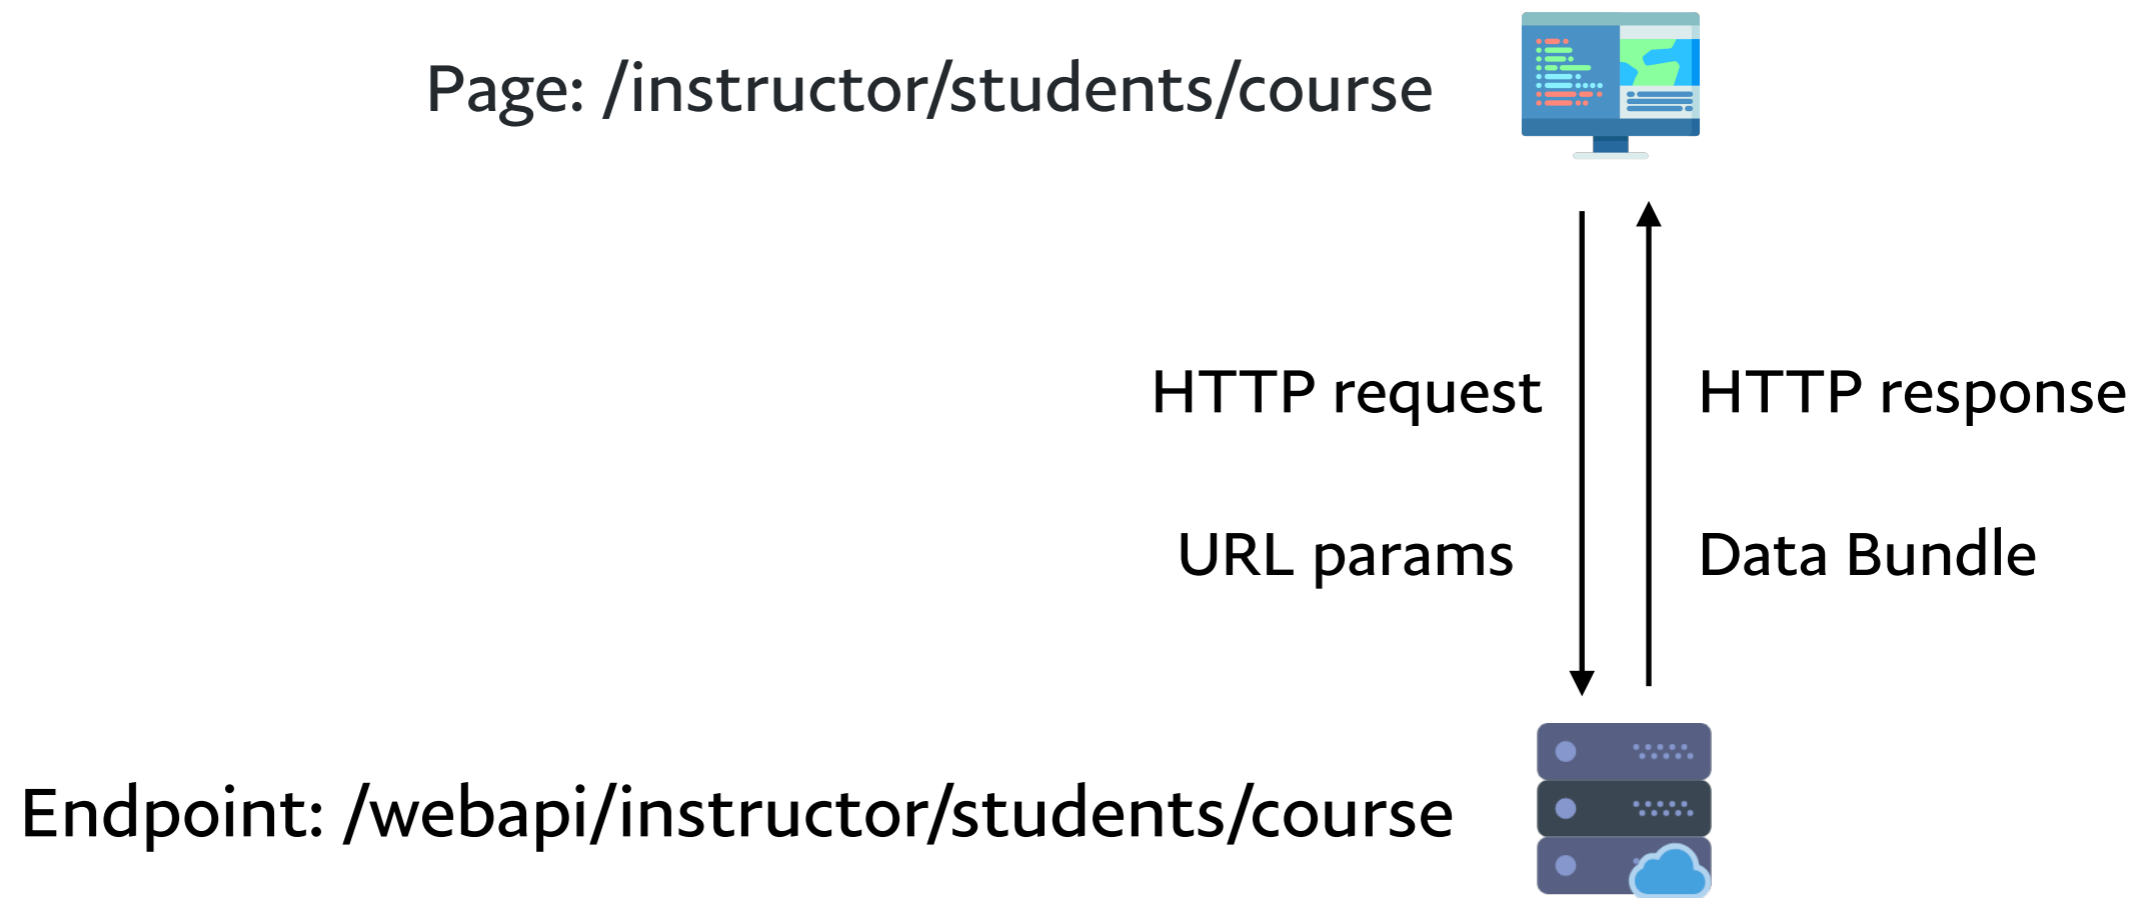 Page: /instructor/students/course
HTTP request
HTTP response
URL params
Data Bundle
Endpoint: /webapi/instructor/students/course